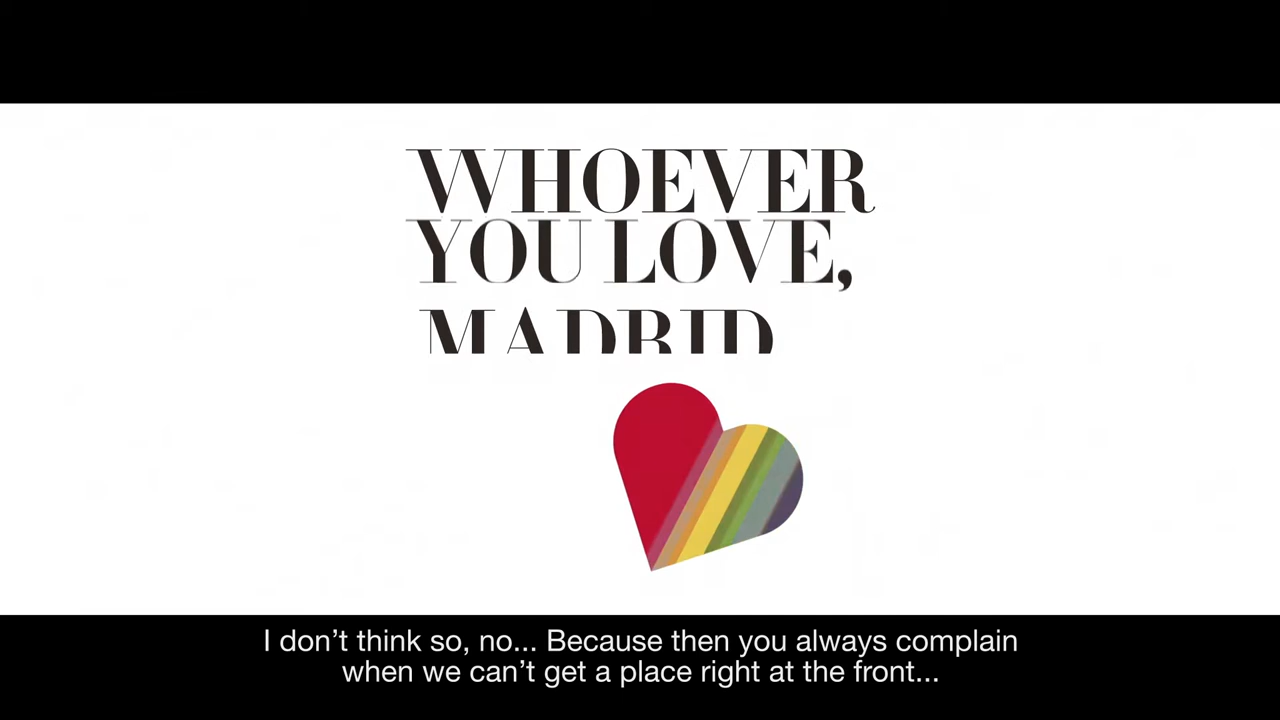 WHOEVER
YOU LOVE,
MADRID
I don’t think so, no... Because then you always complain
when we can’t get a place right at the front...